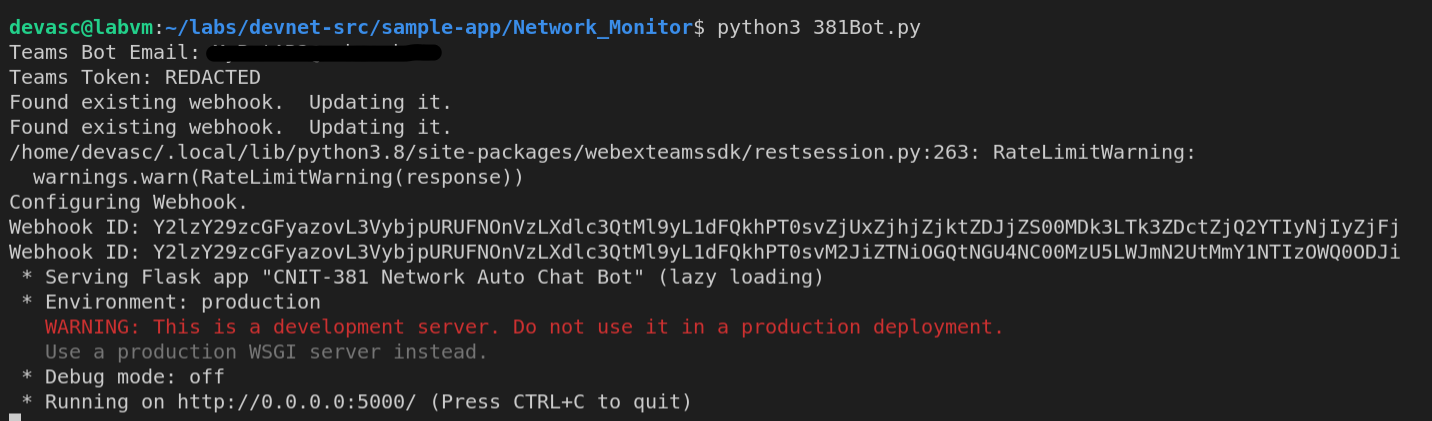 devasc@labvm:~/labs/devnet-src/sample-app/Network_Monitor$ python3 381Bot.py
Teams Bot Email:
Teams Token: REDACTED
Found existing webhook.  Updating it.
Found existing webhook.  Updating it.
/home/devasc/.local/lib/python3.8/site-packages/webexteamssdk/restsession.py:263: RateLimitWarning:
  warnings.warn(RateLimitWarning(response))
Configuring Webhook.
Webhook ID: Y2lzY29zcGFyazovL3VybjpURUFNOnVzLXdlc3QtMl9yL1dFQkhPT0svZjUxZjhjZjktZDJjZS00MDk3LTk3ZDctZjQ2YTIyNjIyZjFj
Webhook ID: Y2lzY29zcGFyazovL3VybjpURUFNOnVzLXdlc3QtMl9yL1dFQkhPT0svM2JiZTNiOGQtNGU4NC00MzU5LWJmN2UtMmY1NTIzOWQ0ODJi
 * Serving Flask app "CNIT-381 Network Auto Chat Bot" (lazy loading)
 * Environment: production
   WARNING: This is a development server. Do not use it in a production deployment.
   Use a production WSGI server instead.
 * Debug mode: off
 * Running on http://0.0.0.0:5000/ (Press CTRL+C to quit)